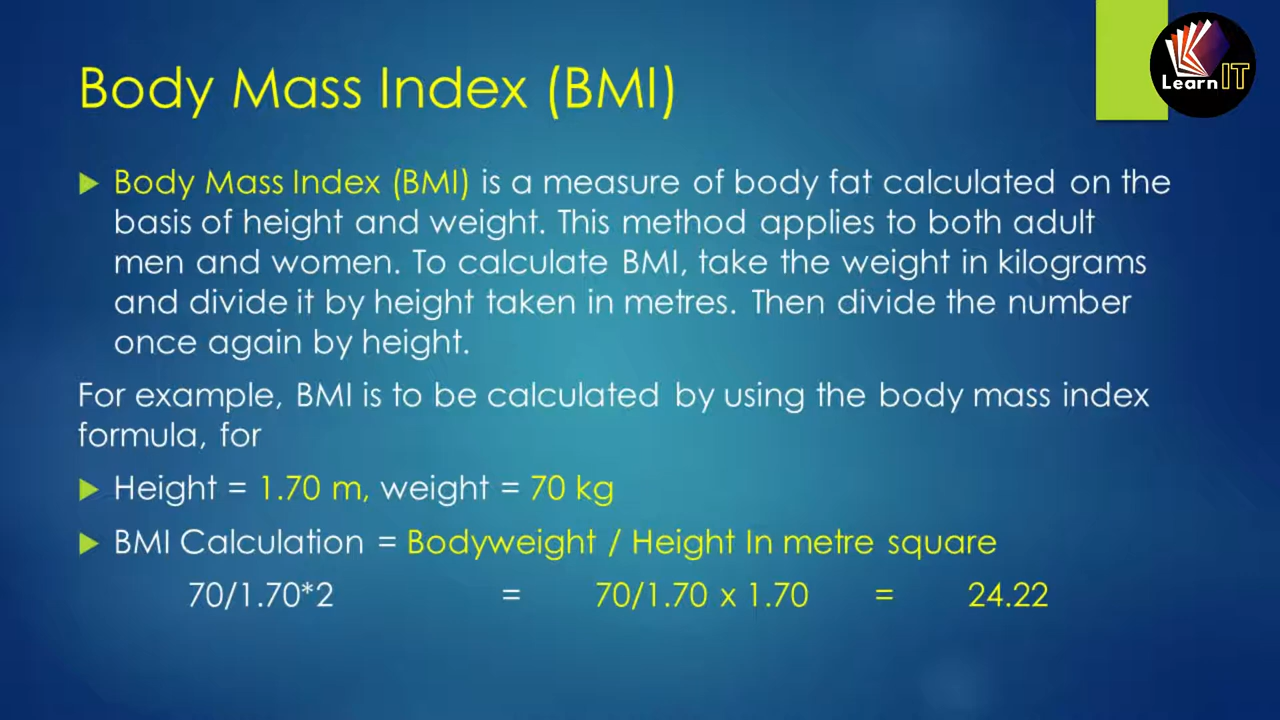 Body Mass Index (BMI)
Learn IT
Body Mass Index (BMI) is a measure of body fat calculated on the
basis of height and weight. This method applies to both adult
men and women. To calculate BMI, take the weight in kilograms
and divide it by height taken in metres. Then divide the number
once again by height.
For example, BMI is to be calculated by using the body mass index
formula, for
Height = 1.70 m, weight = 70 kg
BMI Calculation = Bodyweight / Height In metre square
70/1.70*2 = 70/1.70 x 1.70 = 24.22